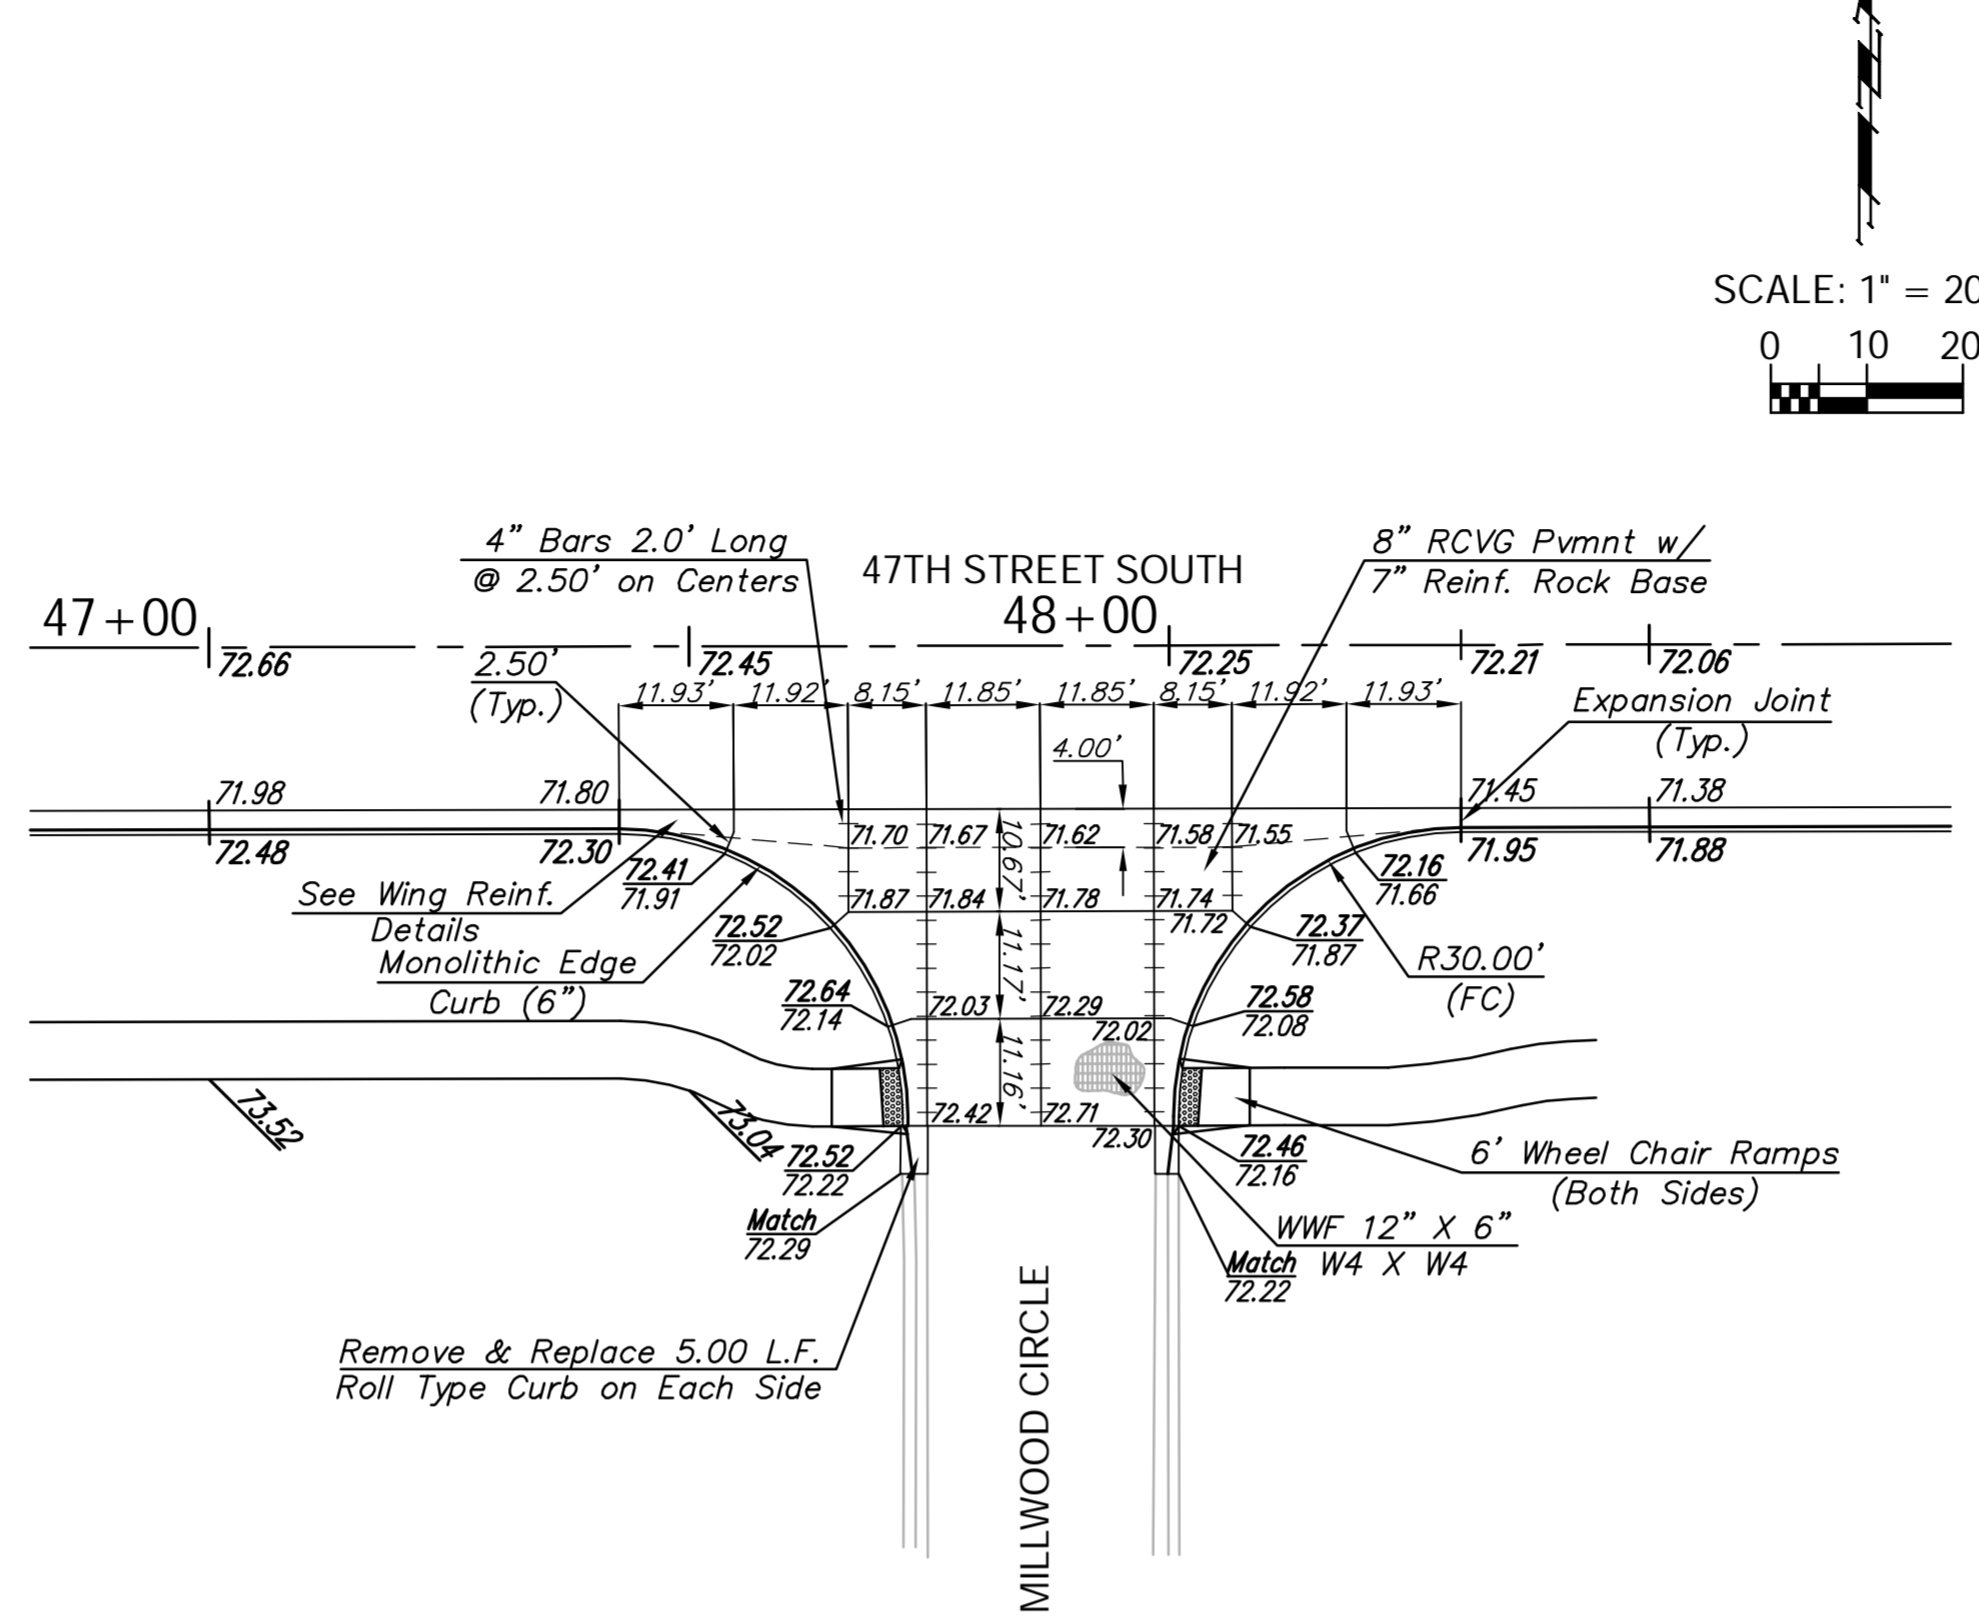 SCALE: 1" = 20
0 10 20
4” Bars 2.0’ Long
@ 2.50’ on Centers
47TH STREET SOUTH
8” RCVG Pvmnt w/
7” Reinf. Rock Base
47+00
48+00
72.66
72.45
72.25
72.21
72.06
2.50’
(Typ.)
11.93’ 11.92’ 8.15’ 11.85’ 11.85’ 8.15’ 11.92’ 11.93’
Expansion Joint
(Typ.)
4.00’
71.98
71.80
71.45
71.38
71.70 71.67 71.62 71.58 71.55
10.67’
72.48
72.30
71.95
71.88
72.41
71.91
72.16
71.66
See Wing Reinf.
Details
71.87 71.84 71.78 71.74
71.72
72.52
72.02
72.37
71.87
Monolithic Edge
Curb (6”)
11.17’
R30.00’
(FC)
72.64
72.14
72.03 72.29
72.02
72.58
72.08
11.16’
73.52
73.04
72.42 72.71
72.30
72.52
72.22
72.46
72.16
6’ Wheel Chair Ramps
(Both Sides)
Match
72.29
WWF 12” X 6”
W4 X W4
Match
72.22
Remove & Replace 5.00 L.F.
Roll Type Curb on Each Side
MILLWOOD CIRCLE